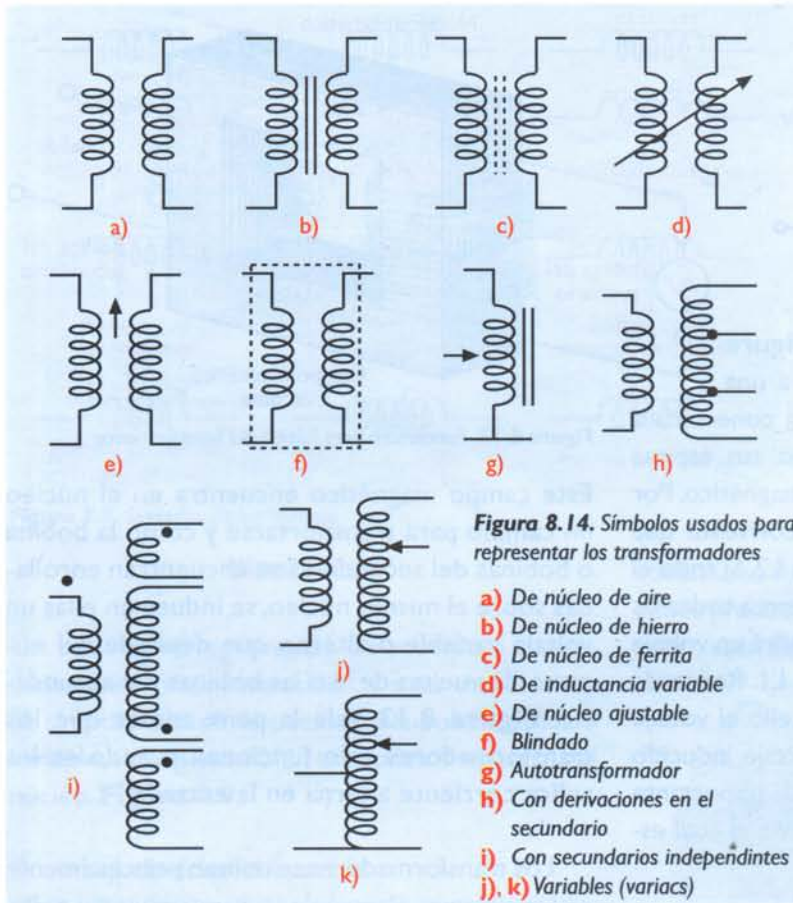 a)
b)
c)
d)
e)
f)
g)
h)
i)
j)
k)
Figura 8.14. Símbolos usados para
representar los transformadores
a) De núcleo de aire
b) De núcleo de hierro
c) De núcleo de ferrita
d) De inductancia variable
e) De núcleo ajustable
f) Blindado
g) Autotransformador
h) Con derivaciones en el
secundario
i) Con secundarios independintes
j), k) Variables (variacs)